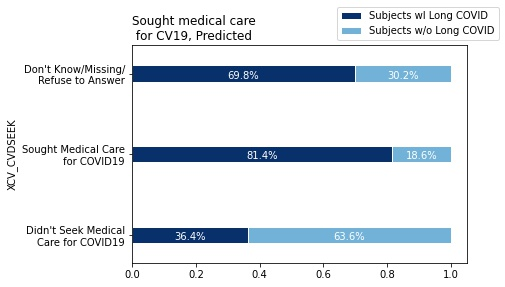 Sought medical care
for CV19, Predicted
Subjects wI Long COVID
Subjects w/o Long COVID
XCV_CVDSEEK
Don't Know/Missing/
Refuse to Answer
69.8%
30.2%
Sought Medical Care
for COVID19
81.4%
18.6%
Didn't Seek Medical
Care for COVID19
36.4%
63.6%
0.0
0.2
0.4
0.6
0.8
1.0